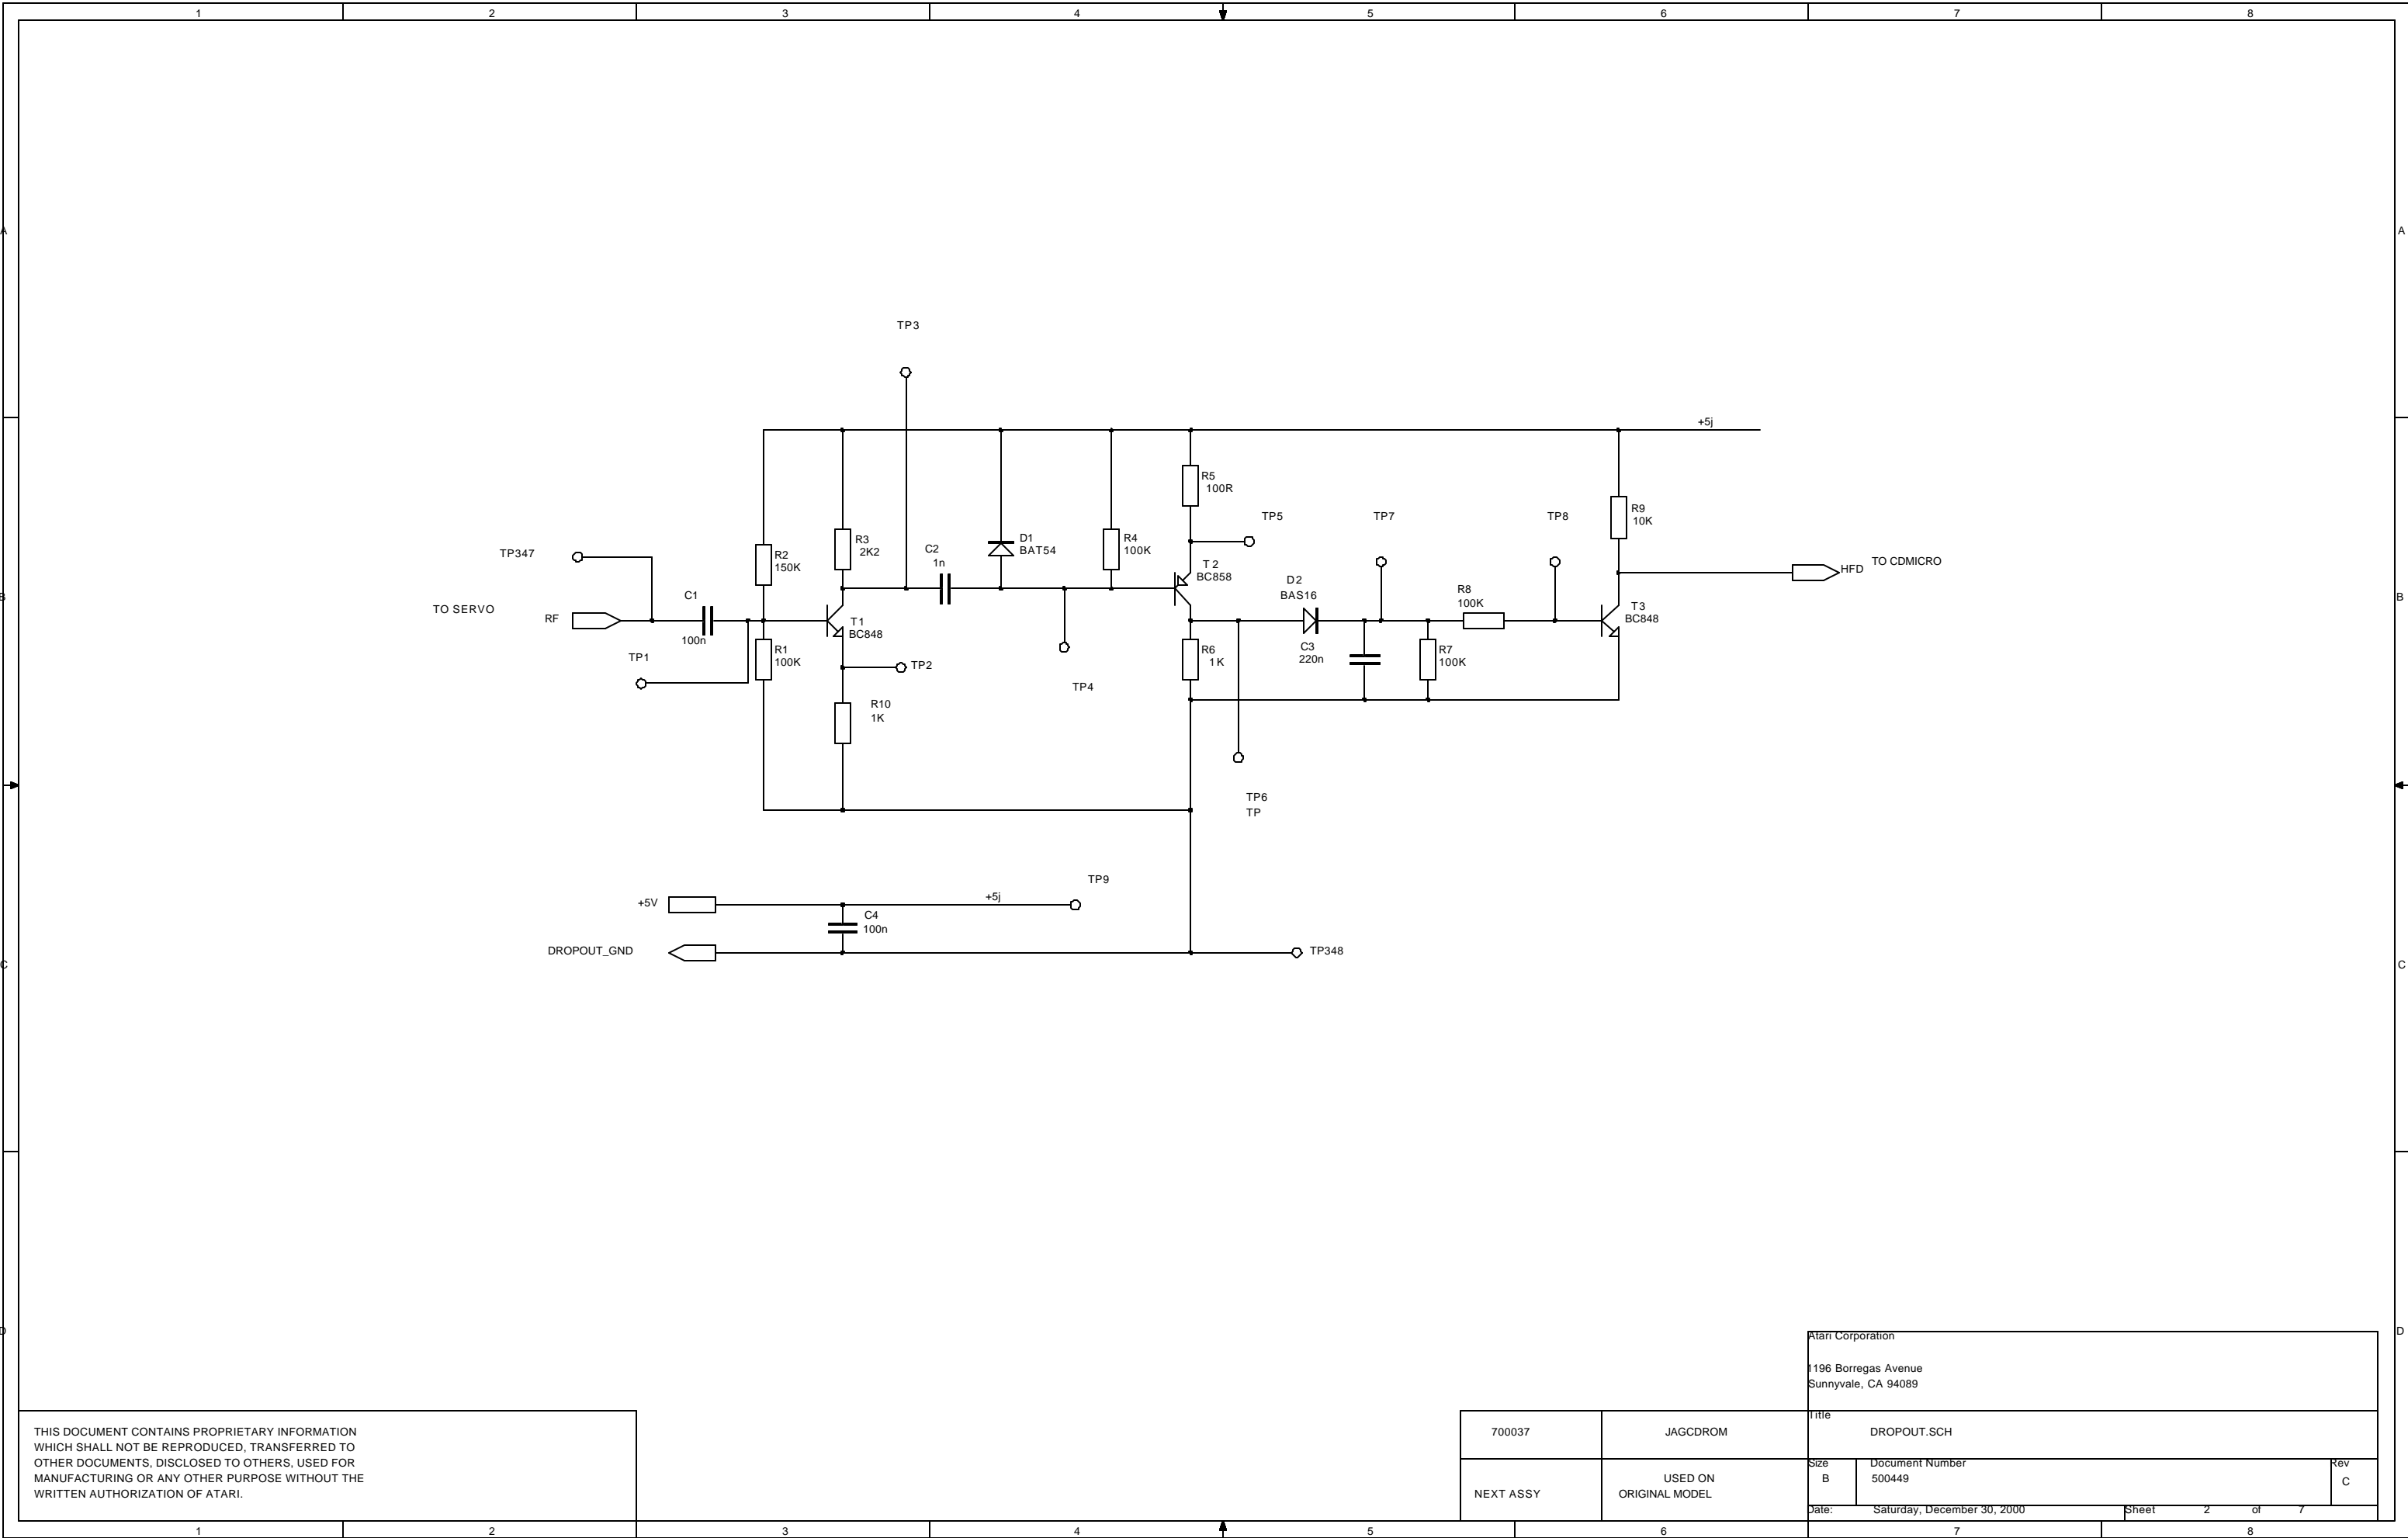 1 2 3 4 5 6 7 8
A A
TP3
+5j
R5
100R
R9
10K
TP5 TP7 TP8
R3
2K2
D1
BAT54
R4
100K
C2
1n
TP347
R2
150K
T2
BC858
HFD TO CDMICRO
D2
BAS16
R8
100K
B B
C1
TO SERVO
RF
T1
BC848
T3
BC848
100n
C3
220n
TP1
R1
100K
TP2
R6
1K
R7
100K
TP4
R10
1K
TP6
TP
TP9
+5V
+5j
C4
100n
DROPOUT_GND
TP348
C C
D D
Atari Corporation
1196 Borregas Avenue
Sunnyvale, CA 94089
THIS DOCUMENT CONTAINS PROPRIETARY INFORMATION
WHICH SHALL NOT BE REPRODUCED, TRANSFERRED TO
OTHER DOCUMENTS, DISCLOSED TO OTHERS, USED FOR
MANUFACTURING OR ANY OTHER PURPOSE WITHOUT THE
WRITTEN AUTHORIZATION OF ATARI.
700037 JAGCDROM
NEXT ASSY
USED ON
ORIGINAL MODEL
Title
DROPOUT.SCH
Size Document Number Rev
B 500449 C
Date: Saturday, December 30, 2000 Sheet 2 of 7
1 2 3 4 5 6 7 8